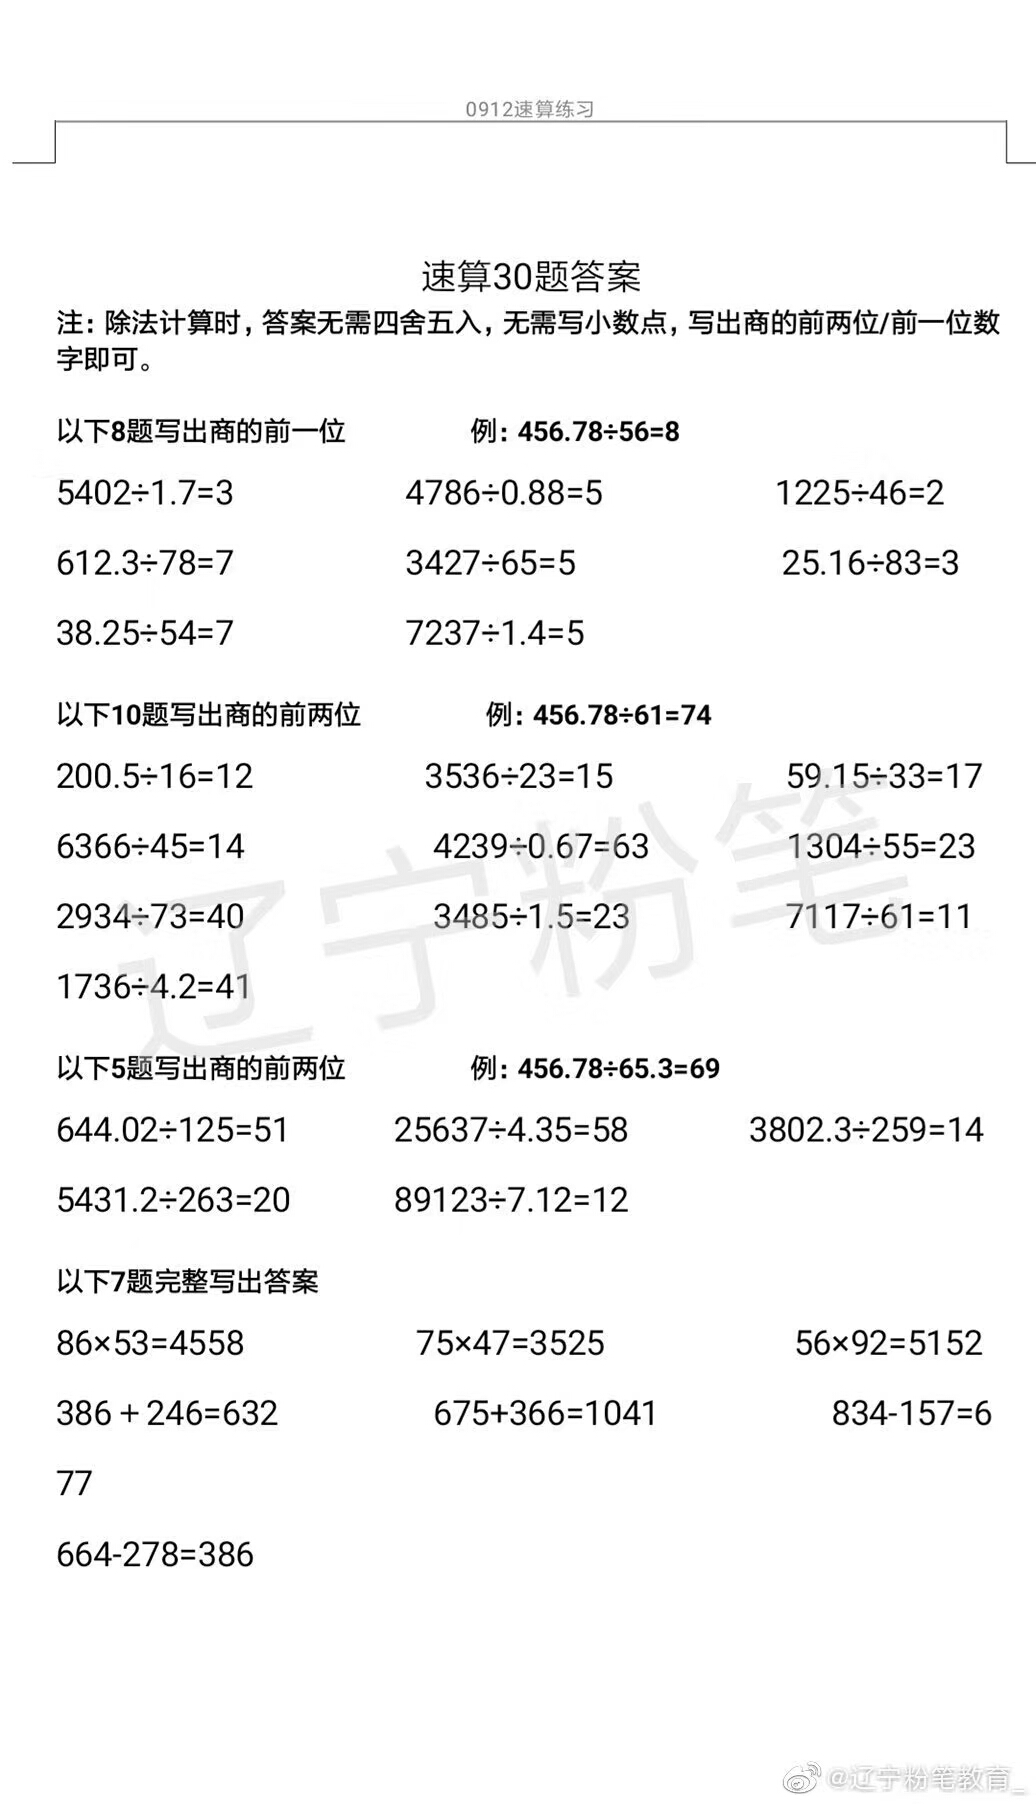 0912速算练习
速算30题答案
注：除法计算时，答案无需四舍五入，无需写小数点，写出商的前两位/前一位数
字即可。
以下8题写出商的前一位 例：456.78÷56=8
5402÷1.7=3 4786÷0.88=5 1225÷46=2
612.3÷78=7 3427÷65=5 25.16÷83=3
38.25÷54=7 7237÷1.4=5
以下10题写出商的前两位 例：456.78÷61=74
200.5÷16=12 3536÷23=15 59.15÷33=17
6366÷45=14 4239÷0.67=63 1304÷55=23
2934÷73=40 3485÷1.5=23 7117÷61=11
1736÷4.2=41
辽宁粉笔
以下5题写出商的前两位 例：456.78÷65.3=69
644.02÷125=51 25637÷4.35=58 3802.3÷259=14
5431.2÷263=20 89123÷7.12=12
以下7题完整写出答案
86×53=4558 75×47=3525 56×92=5152
386＋246=632 675+366=1041 834-157=6
77
664-278=386
@辽宁粉笔教育_